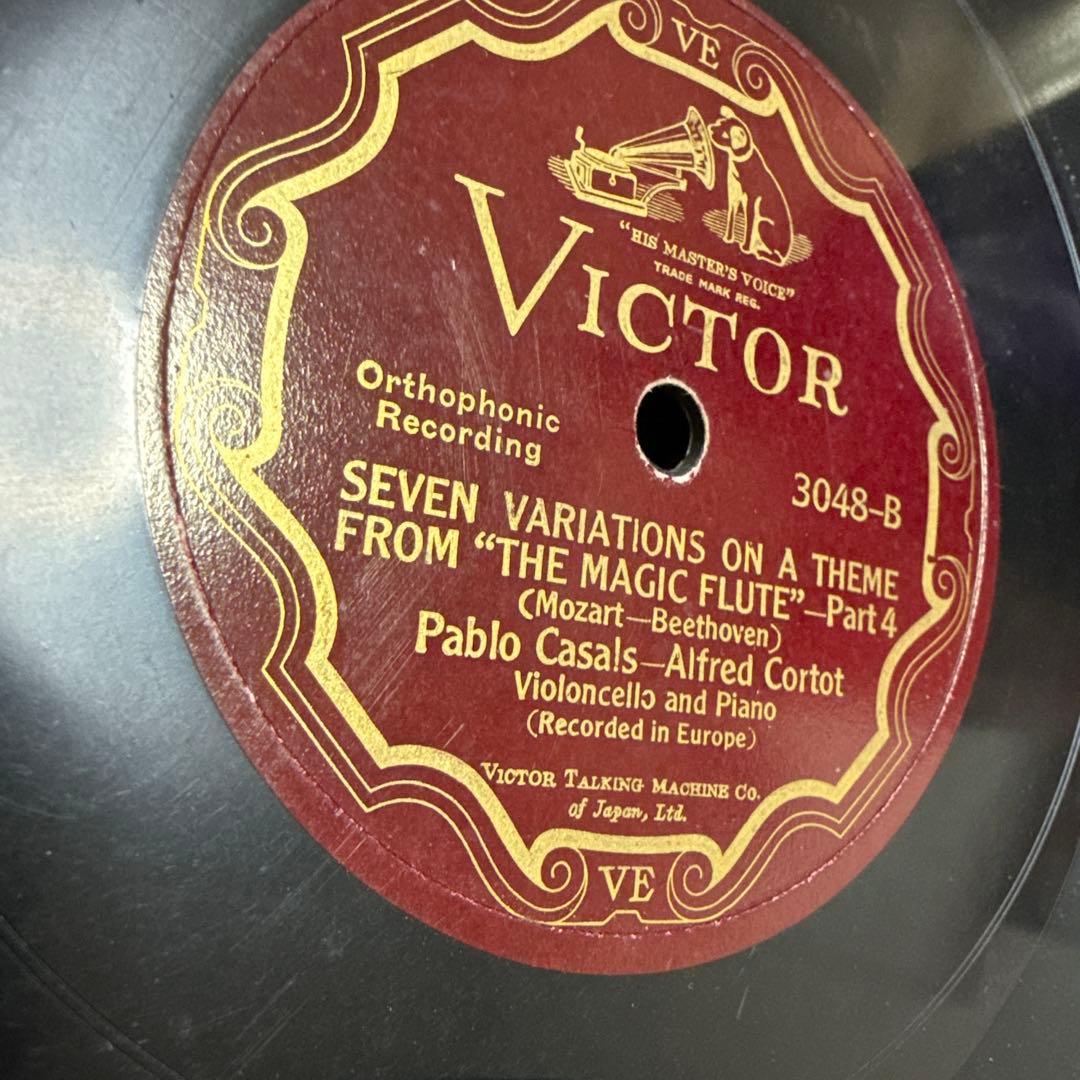 VE
"HIS MASTER'S VOICE"
TRADE MARK REG.
VICTOR
Orthophonic
Recording
3048-B
SEVEN VARIATIONS ON A THEME
FROM "THE MAGIC FLUTE"—Part 4
(Mozart—Beethoven)
Pablo Casals—Alfred Cortot
Violoncello and Piano
(Recorded in Europe)
VICTOR TALKING MACHINE CO.
of Japan, Ltd.
VE